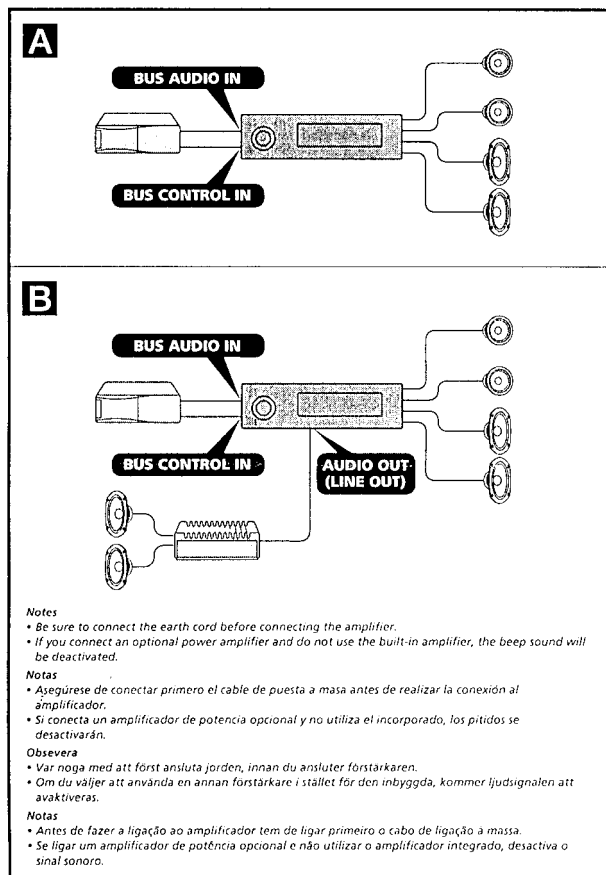 A
BUS AUDIO IN
BUS CONTROL IN
B
BUS AUDIO IN
BUS CONTROL IN
AUDIO OUT
(LINE OUT)
Notes
• Be sure to connect the earth cord before connecting the amplifier.
• If you connect an optional power amplifier and do not use the built-in amplifier, the beep sound will
be deactivated.
Notas
• Asegúrese de conectar primero el cable de puesta a masa antes de realizar la conexión al
amplificador.
• Si conecta un amplificador de potencia opcional y no utiliza el incorporado, los pitidos se
desactivarán.
Obsevera
• Var noga med att först ansluta jorden, innan du ansluter förstärkaren.
• Om du väljer att använda en annan förstärkare i stället för den inbyggda, kommer ljudsignalen att
avaktiveras.
Notas
• Antes de fazer a ligação ao amplificador tem de ligar primeiro o cabo de ligação à massa.
• Se ligar um amplificador de potência opcional e não utilizar o amplificador integrado, desactiva o
sinal sonoro.